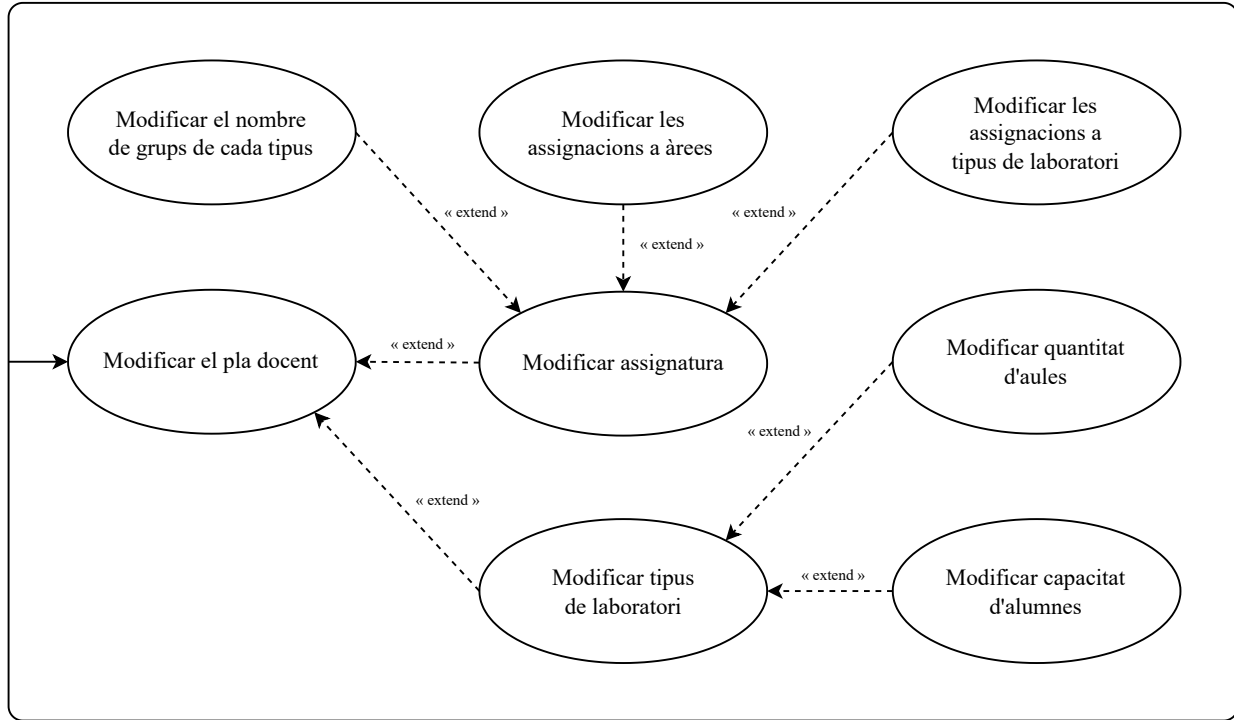 Modificar el nombre
de grups de cada tipus
Modificar les
assignacions a àrees
Modificar les
assignacions a
tipus de laboratori
« extend »
« extend »
« extend »
Modificar el pla docent
« extend »
Modificar assignatura
Modificar quantitat
d'aules
« extend »
« extend »
Modificar tipus
de laboratori
« extend »
Modificar capacitat
d'alumnes